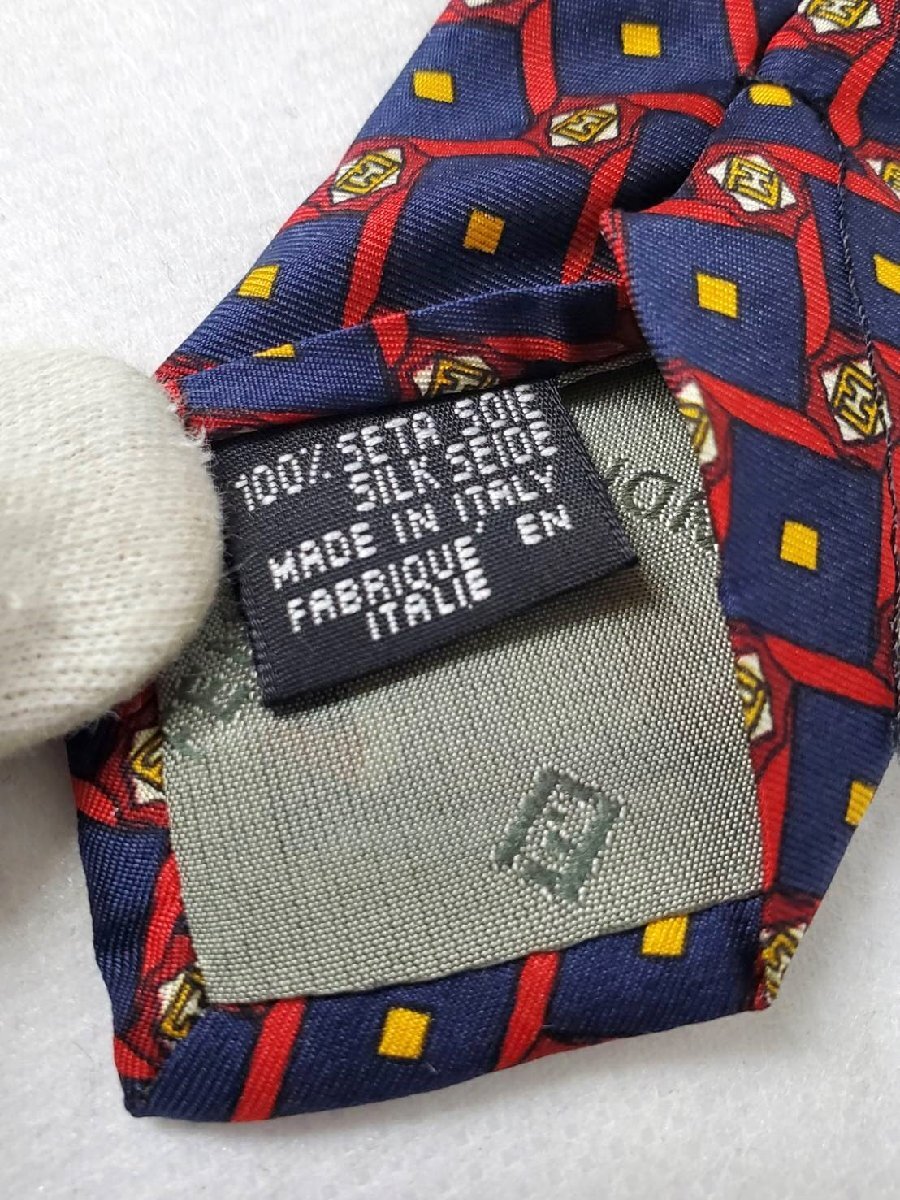 100% SETA SOIE
SILK SEIDE
MADE IN ITALY
FABRIQUE' EN
ITALIE